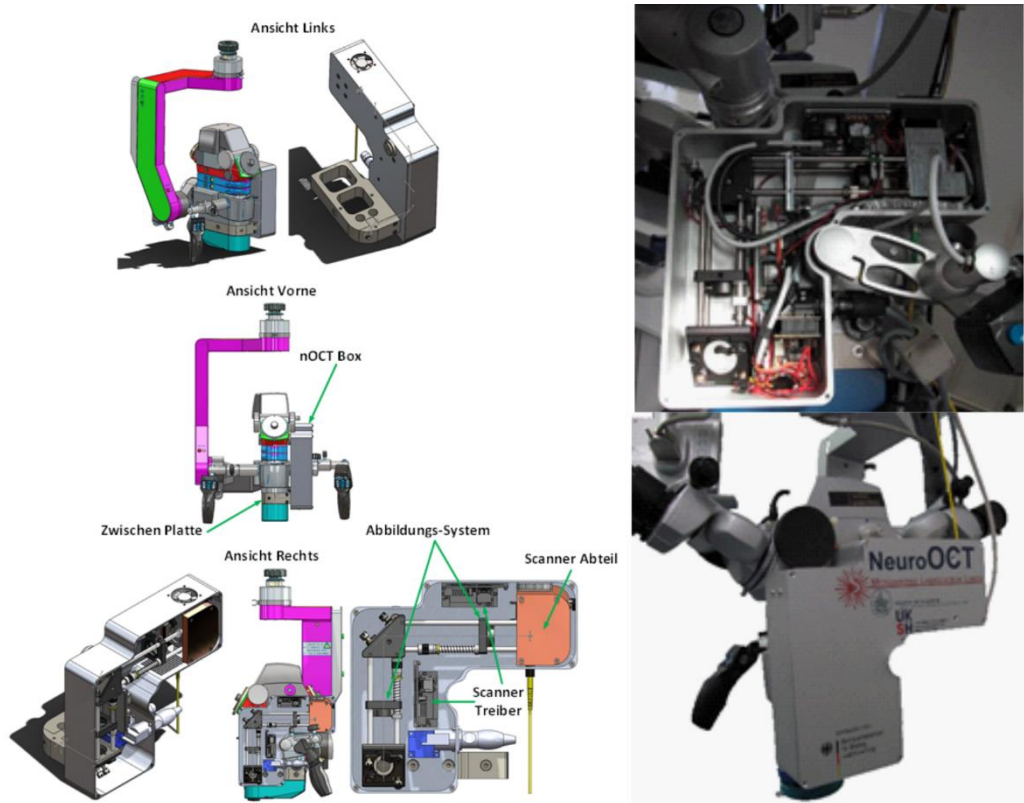 Ansicht Links
Ansicht Vorne
nOCT Box
Zwischen Platte
Abbildungs-System
Ansicht Rechts
Scanner Abteil
Scanner
Treiber
NeuroOCT
UK
SH